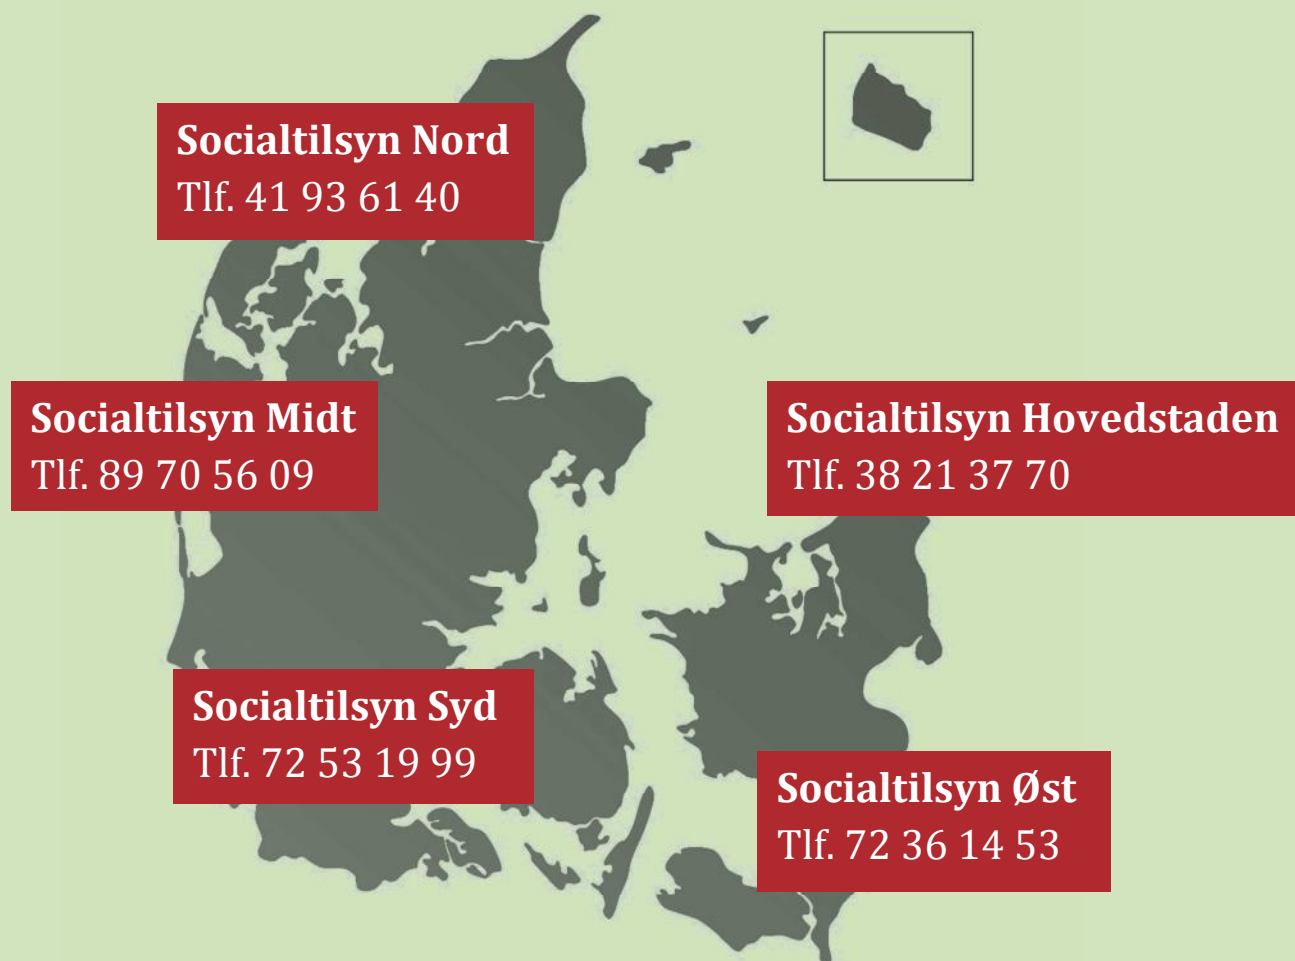 Socialtilsyn Nord
Tlf. 41 93 61 40
Socialtilsyn Midt
Tlf. 89 70 56 09
Socialtilsyn Hovedstaden
Tlf. 38 21 37 70
Socialtilsyn Syd
Tlf. 72 53 19 99
Socialtilsyn Øst
Tlf. 72 36 14 53